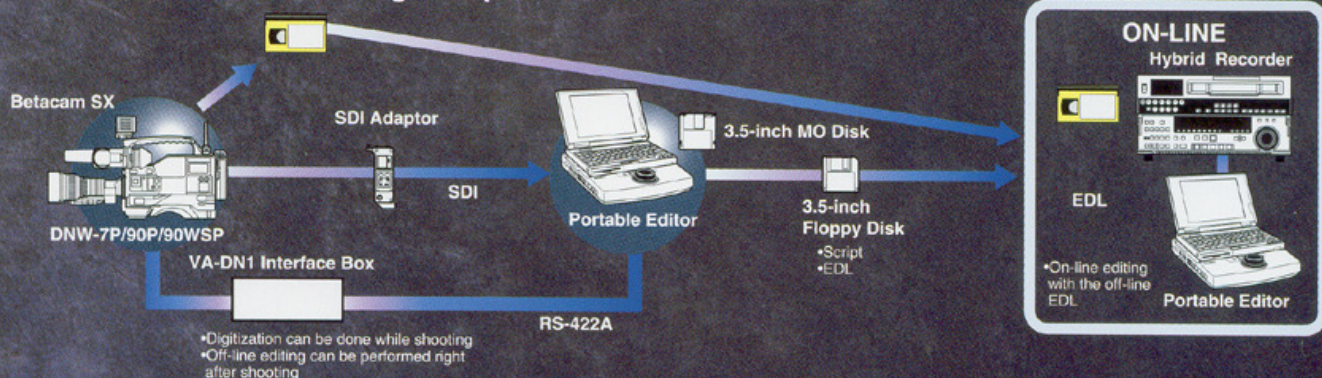 Betacam SX
DNW-7P/90P/90WSP
SDI Adaptor
SDI
VA-DN1 Interface Box
•Digitization can be done while shooting
•Off-line editing can be performed right
after shooting
RS-422A
Portable Editor
3.5-inch MO Disk
3.5-inch
Floppy Disk
•Script
•EDL
ON-LINE
Hybrid Recorder
EDL
•On-line editing
with the off-line
EDL
Portable Editor